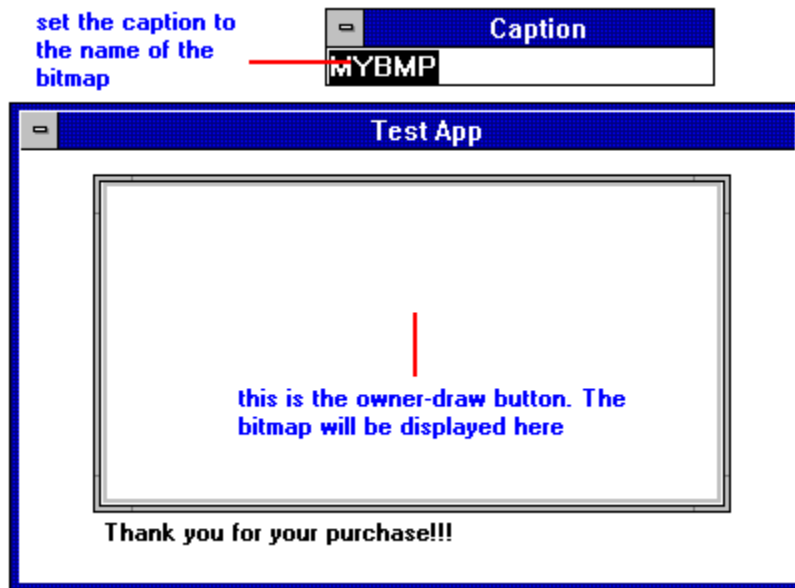 set the caption to
the name of the
bitmap
Caption
MYBMP
Test App
this is the owner-draw button. The
bitmap will be displayed here
Thank you for your purchase!!!